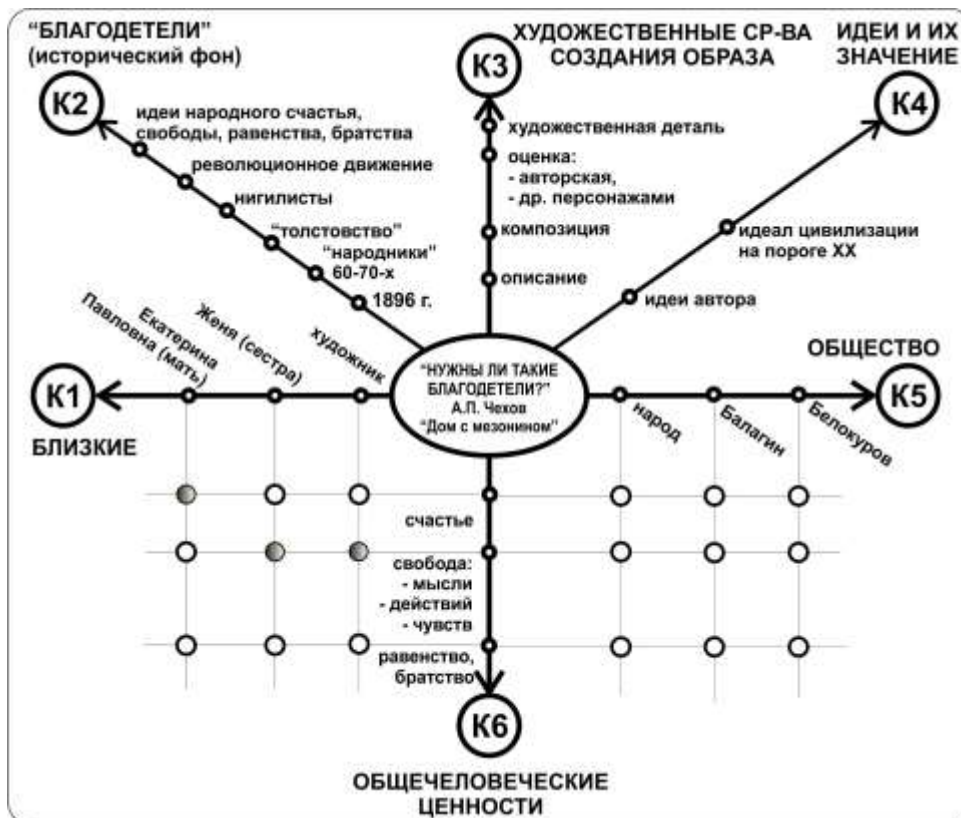 “БЛАГОДЕТЕЛИ”
(исторический фон)
К2
идеи народного счастья,
свободы, равенства, братства
революционное движение
нигилисты
“толстовство”
“народники”
60-70-х
1896 г.
К3
ХУДОЖЕСТВЕННЫЕ СР-ВА
СОЗДАНИЯ ОБРАЗА
художественная деталь
оценка:
- авторская,
- др. персонажами
композиция
описание
ИДЕИ И ИХ
ЗНАЧЕНИЕ
К4
идеал цивилизации
на пороге XX
идеи автора
К1
БЛИЗКИЕ
Екатерина
Павловна (мать)
Женя (сестра)
художник
“НУЖНЫ ЛИ ТАКИЕ
БЛАГОДЕТЕЛИ?”
А.П. Чехов
“Дом с мезонином”
ОБЩЕСТВО
К5
народ
Балагин
Белокуров
счастье
свобода:
- мысли
- действий
- чувств
равенство,
братство
К6
ОБЩЕЧЕЛОВЕЧЕСКИЕ
ЦЕННОСТИ